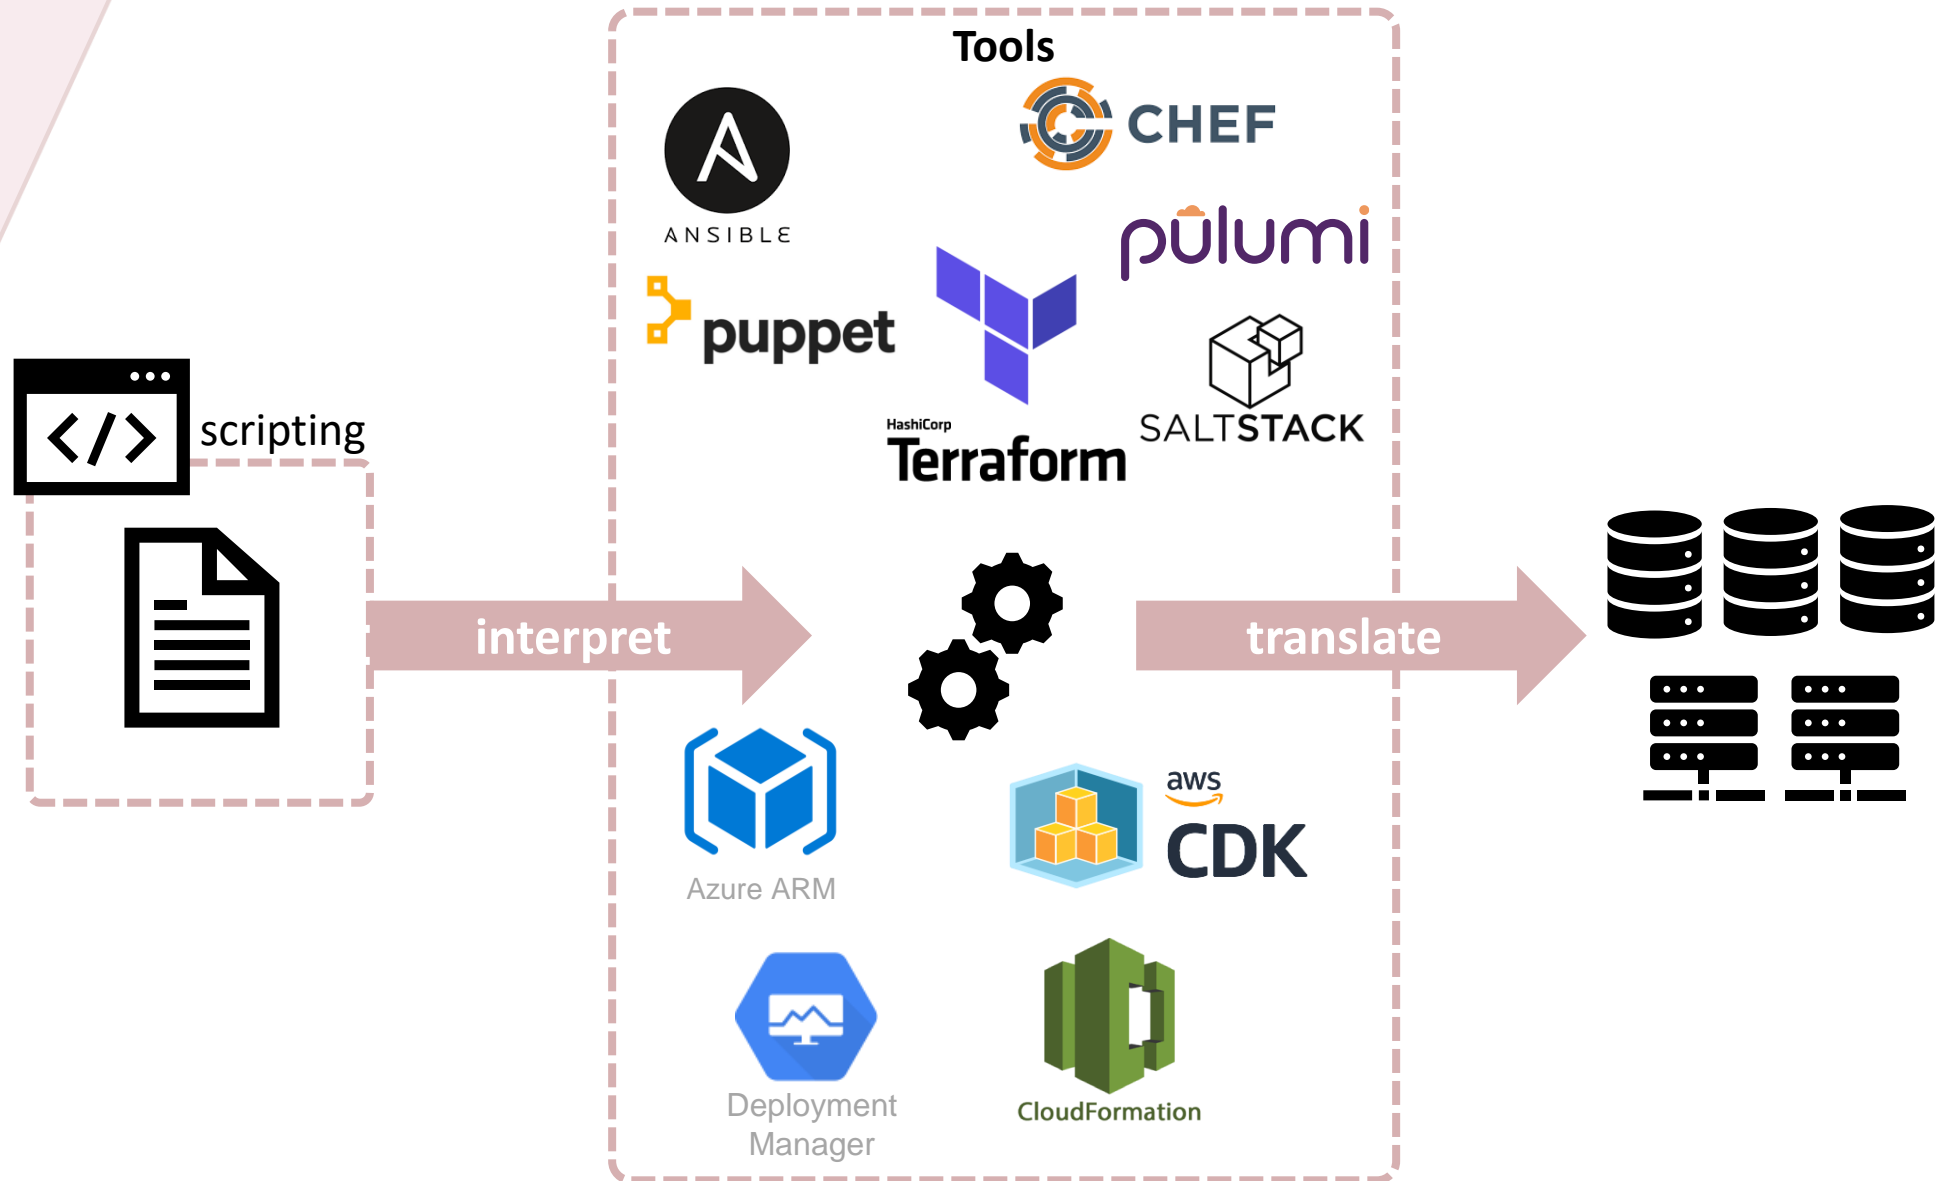 Tools
CHEF
ANSIBLE
pulumi
puppet
HashiCorp
Terraform
SALTSTACK
</>
scripting
interpret
translate
Azure ARM
aws
CDK
Deployment
Manager
CloudFormation